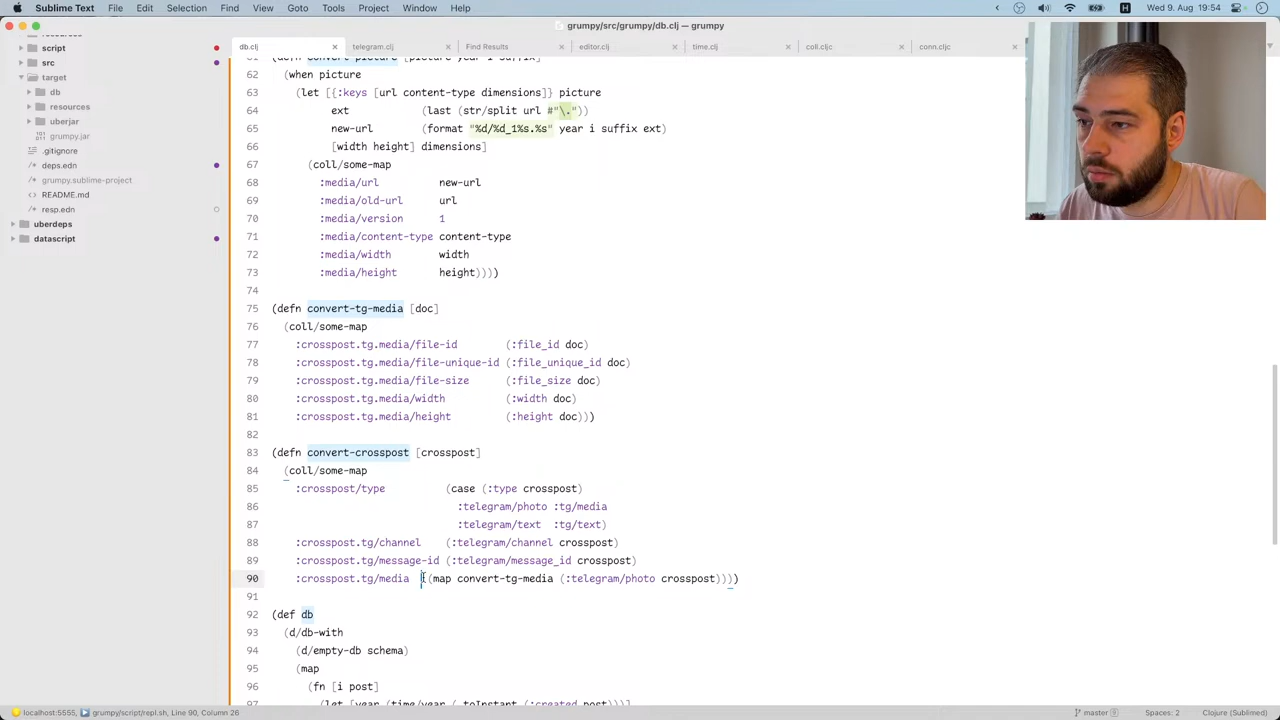 Sublime Text File Edit Selection Find View Goto Tools Project Window Help Wed 9. Aug 19:54
grumpy/src/grumpy/db.clj — grumpy
script
src
target
db
resources
uberjar
grumpy.jar
.gitignore
deps.edn
grumpy.sublime-project
README.md
resp.edn
uberdeps
datascript
db.clj × telegram.clj × Find Results × editor.clj × time.clj × coll.cljc × conn.cljc ×
62 (when picture
63 (let [{:keys [url content-type dimensions]} picture
64 ext (last (str/split url #"\."))
65 new-url (format "%d/%d_1%s.%s" year i suffix ext)
66 [width height] dimensions]
67 (coll/some-map
68 :media/url new-url
69 :media/old-url url
70 :media/version 1
71 :media/content-type content-type
72 :media/width width
73 :media/height height))))
74
75 (defn convert-tg-media [doc]
76 (coll/some-map
77 :crosspost.tg.media/file-id (:file_id doc)
78 :crosspost.tg.media/file-unique-id (:file_unique_id doc)
79 :crosspost.tg.media/file-size (:file_size doc)
80 :crosspost.tg.media/width (:width doc)
81 :crosspost.tg.media/height (:height doc)))
82
83 (defn convert-crosspost [crosspost]
84 (coll/some-map
85 :crosspost/type (case (:type crosspost)
86 :telegram/photo :tg/media
87 :telegram/text :tg/text)
88 :crosspost.tg/channel (:telegram/channel crosspost)
89 :crosspost.tg/message-id (:telegram/message_id crosspost)
90 :crosspost.tg/media ((map convert-tg-media (:telegram/photo crosspost))))
91
92 (def db
93 (d/db-with
94 (d/empty-db schema)
95 (map
96 (fn [i post]
localhost:5555, grumpy/script/repl.sh, Line 90, Column 26 master 9 Spaces: 2 Clojure (Sublimed)